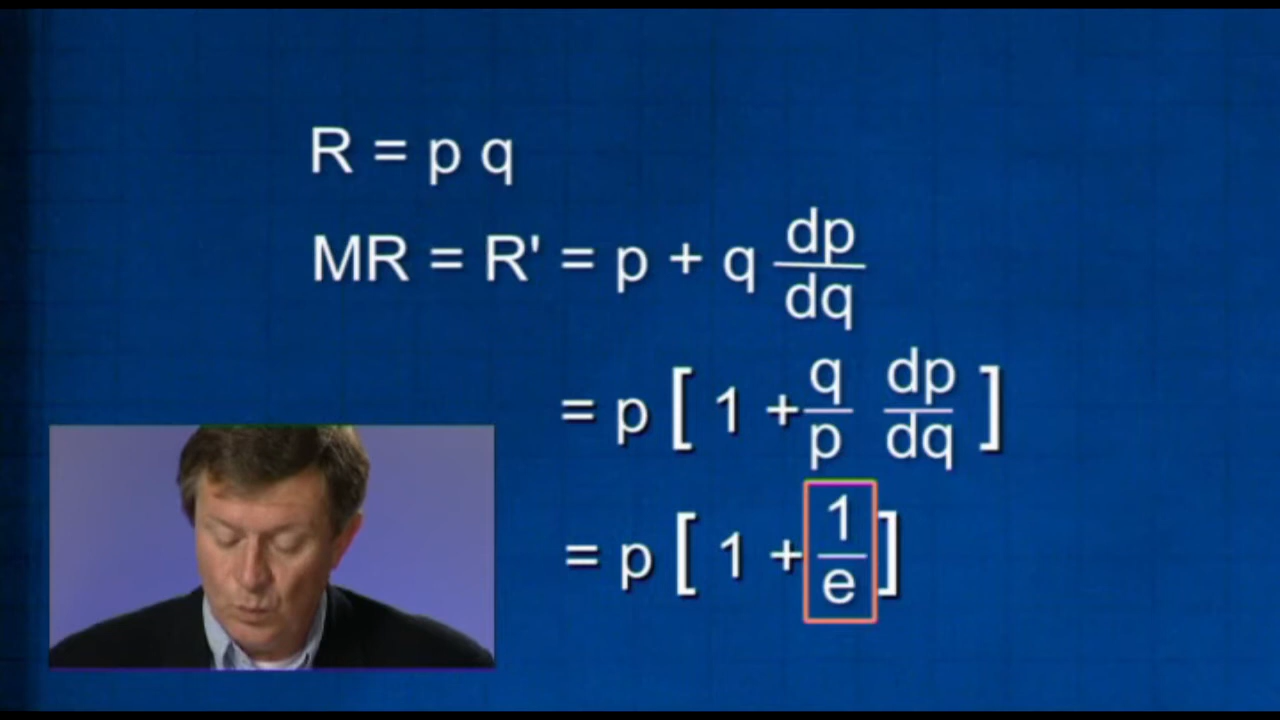 R = p q
MR = R' = p + q dp/dq
= p [ 1 + q/p dp/dq ]
= p [ 1 + 1/e ]